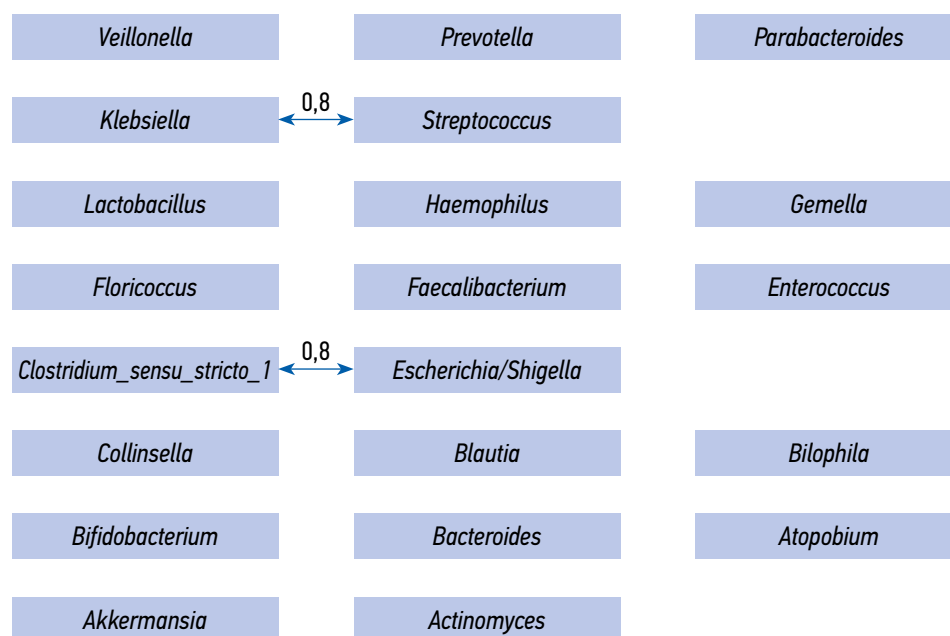 Veillonella
Prevotella
Parabacteroides
Klebsiella
0,8
Streptococcus
Lactobacillus
Haemophilus
Gemella
Floricoccus
Faecalibacterium
Enterococcus
Clostridium_sensu_stricto_1
0,8
Escherichia/Shigella
Collinsella
Blautia
Bilophila
Bifidobacterium
Bacteroides
Atopobium
Akkermansia
Actinomyces